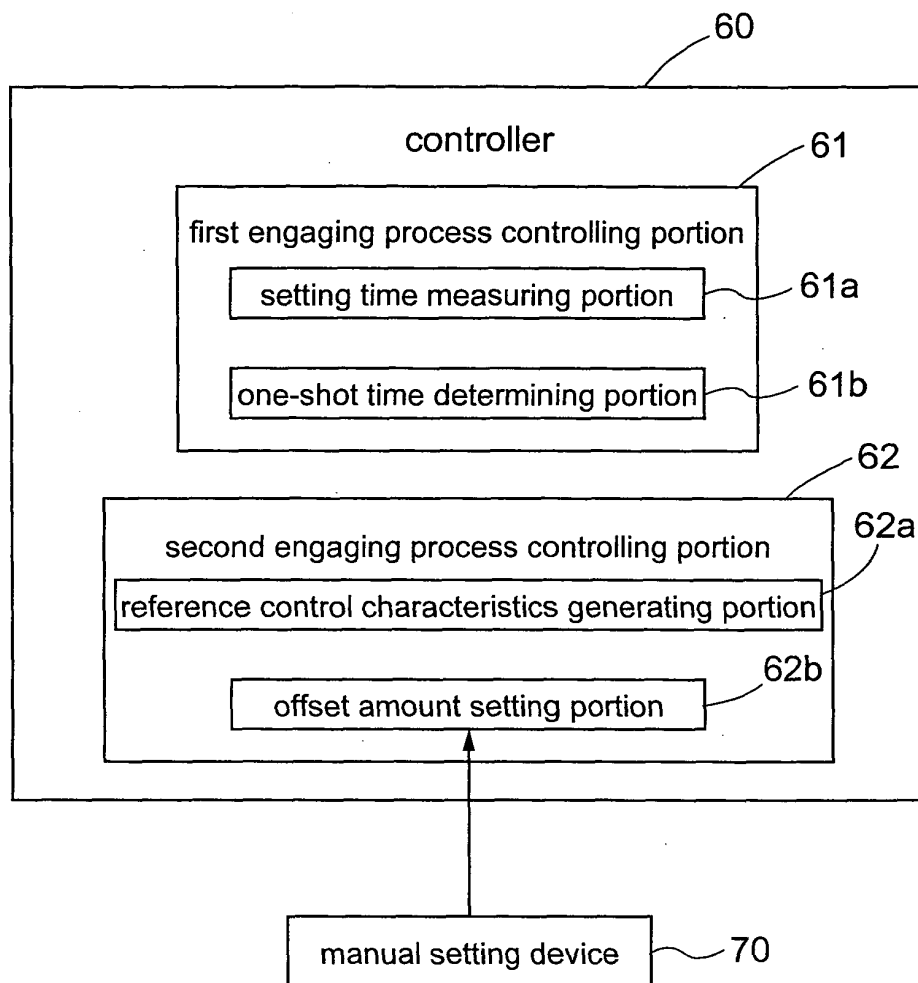 60
controller
61
first engaging process controlling portion
setting time measuring portion
61a
one-shot time determining portion
61b
62
second engaging process controlling portion
62a
reference control characteristics generating portion
62b
offset amount setting portion
manual setting device
70